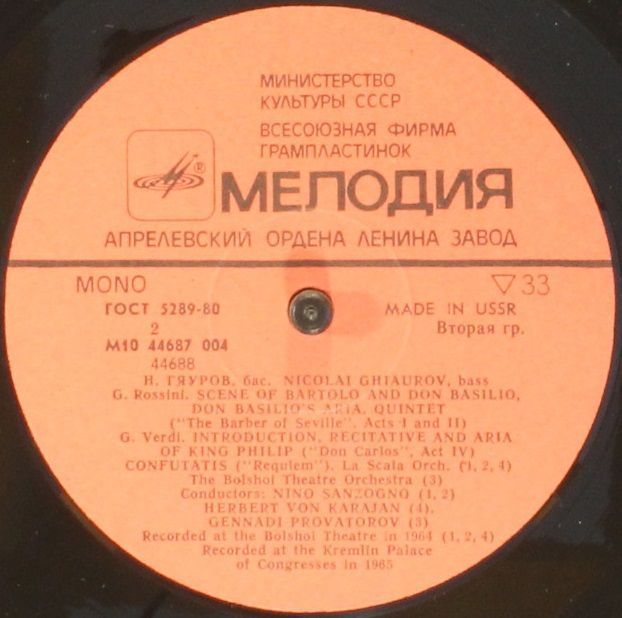 МИНИСТЕРСТВО
КУЛЬТУРЫ СССР
ВСЕСОЮЗНАЯ ФИРМА
ГРАМПЛАСТИНОК
® МЕЛОДИЯ
АПРЕЛЕВСКИЙ ОРДЕНА ЛЕНИНА ЗАВОД
MONO ▽ 33
ГОСТ 5289-80 MADE IN USSR
2 Вторая гр.
М10 44687 004
44688
Н. ГЯУРОВ, бас. NICOLAI GHIAUROV, bass
G. Rossini. SCENE OF BARTOLO AND DON BASILIO,
DON BASILIO'S ARIA, QUINTET
("The Barber of Seville", Acts I and II)
G. Verdi. INTRODUCTION, RECITATIVE AND ARIA
OF KING PHILIP ("Don Carlos", Act IV)
CONFUTATIS ("Requiem"). La Scala Orch. (1, 2, 4)
The Bolshoi Theatre Orchestra (3)
Conductors: NINO SANZOGNO (1, 2)
HERBERT VON KARAJAN (4),
GENNADI PROVATOROV (3)
Recorded at the Bolshoi Theatre in 1964 (1, 2, 4)
Recorded at the Kremlin Palace
of Congresses in 1965